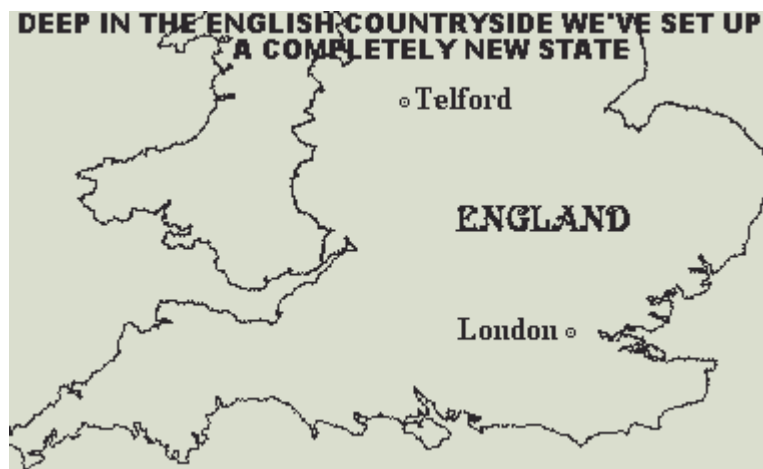 DEEP IN THE ENGLISH COUNTRYSIDE WE'VE SET UP
A COMPLETELY NEW STATE
Telford
ENGLAND
London